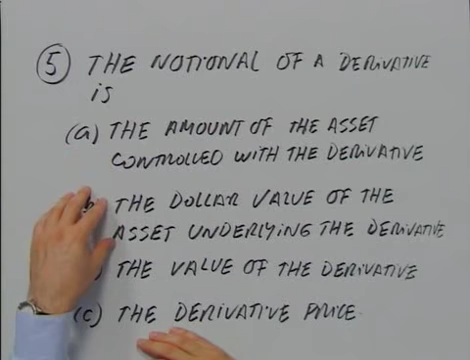 5 THE NOTIONAL OF A DERIVATIVE
IS
(a) THE AMOUNT OF THE ASSET
CONTROLLED WITH THE DERIVATIVE
THE DOLLAR VALUE OF THE
ASSET UNDERLYING THE DERIVATIVE
) THE VALUE OF THE DERIVATIVE
(c) THE DERIVATIVE PRICE